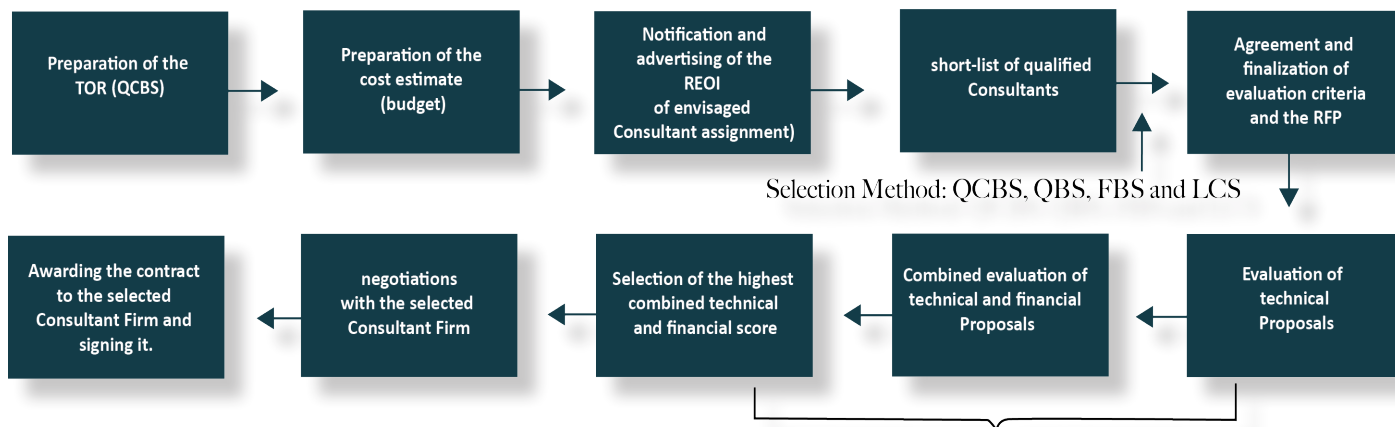 Preparation of the
TOR (QCBS)
Preparation of the
cost estimate
(budget)
Notification and
advertising of the
REOI
of envisaged
Consultant assignment)
short-list of qualified
Consultants
Agreement and
finalization of
evaluation criteria
and the RFP
Selection Method: QCBS, QBS, FBS and LCS
Evaluation of
technical
Proposals
Combined evaluation of
technical and financial
Proposals
Selection of the highest
combined technical
and financial score
negotiations
with the selected
Consultant Firm
Awarding the contract
to the selected
Consultant Firm and
signing it.